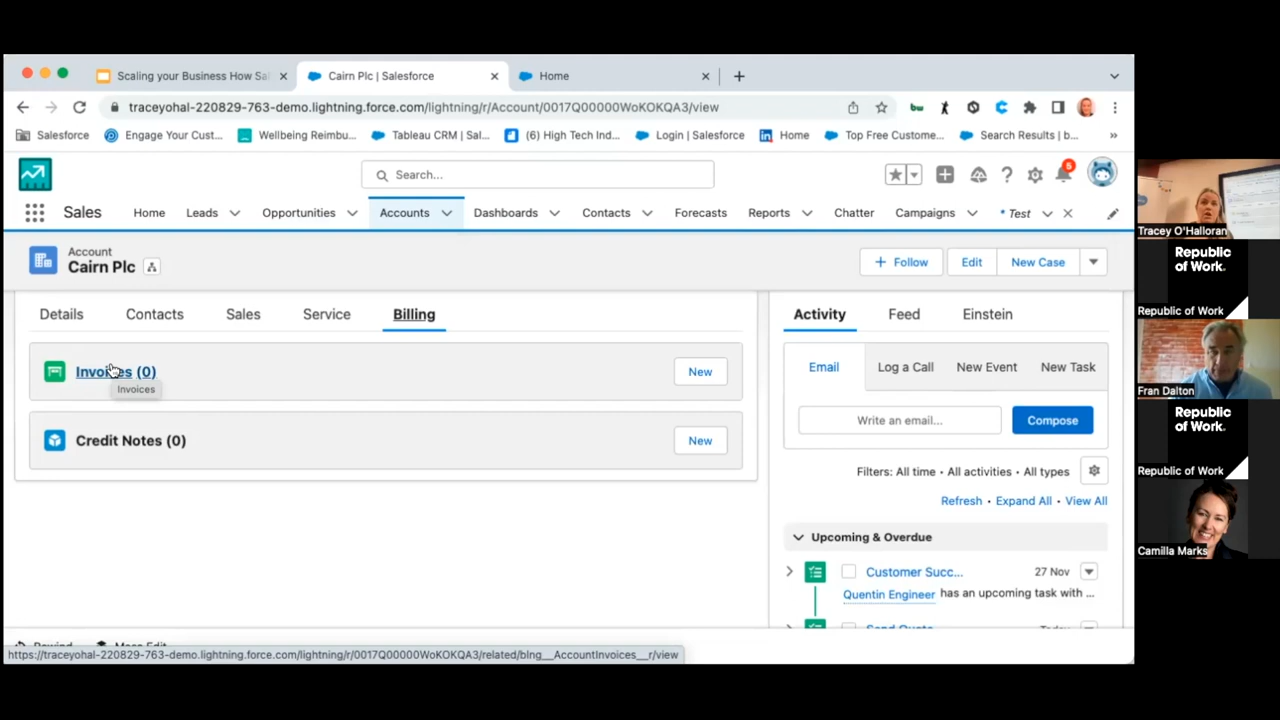 Scaling your Business How Sa
Cairn Plc | Salesforce
Home
traceyohal-220829-763-demo.lightning.force.com/lightning/r/Account/0017Q00000WoKOKQA3/view
Salesforce
Engage Your Cust...
Wellbeing Reimbu...
Tableau CRM | Sal...
(6) High Tech Ind...
Login | Salesforce
Home
Top Free Custome...
Search Results | b...
Search...
5
Sales
Home
Leads
Opportunities
Accounts
Dashboards
Contacts
Forecasts
Reports
Chatter
Campaigns
* Test
Account
Cairn Plc
+ Follow
Edit
New Case
Details
Contacts
Sales
Service
Billing
Invoices (0)
New
Invoices
Credit Notes (0)
New
Activity
Feed
Einstein
Email
Log a Call
New Event
New Task
Write an email...
Compose
Filters: All time • All activities • All types
Refresh • Expand All • View All
Upcoming & Overdue
Customer Succ...
27 Nov
Quentin Engineer has an upcoming task with ...
Send Quote
Today
https://traceyohal-220829-763-demo.lightning.force.com/lightning/r/0017Q00000WoKOKQA3/related/blng__AccountInvoices__r/view
Tracey O'Halloran
Republic
of Work.
Republic of Work
Fran Dalton
Republic
of Work.
Republic of Work
Camilla Marks